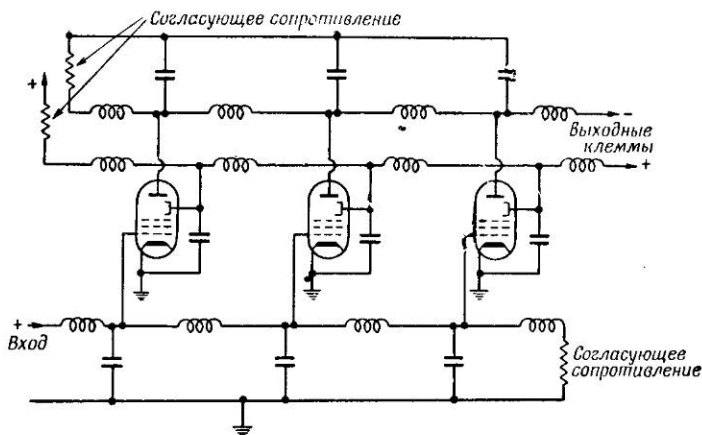 Согласующее сопротивление
+
−
Выходные
клеммы
+
+
Вход
Согласующее
сопротивление